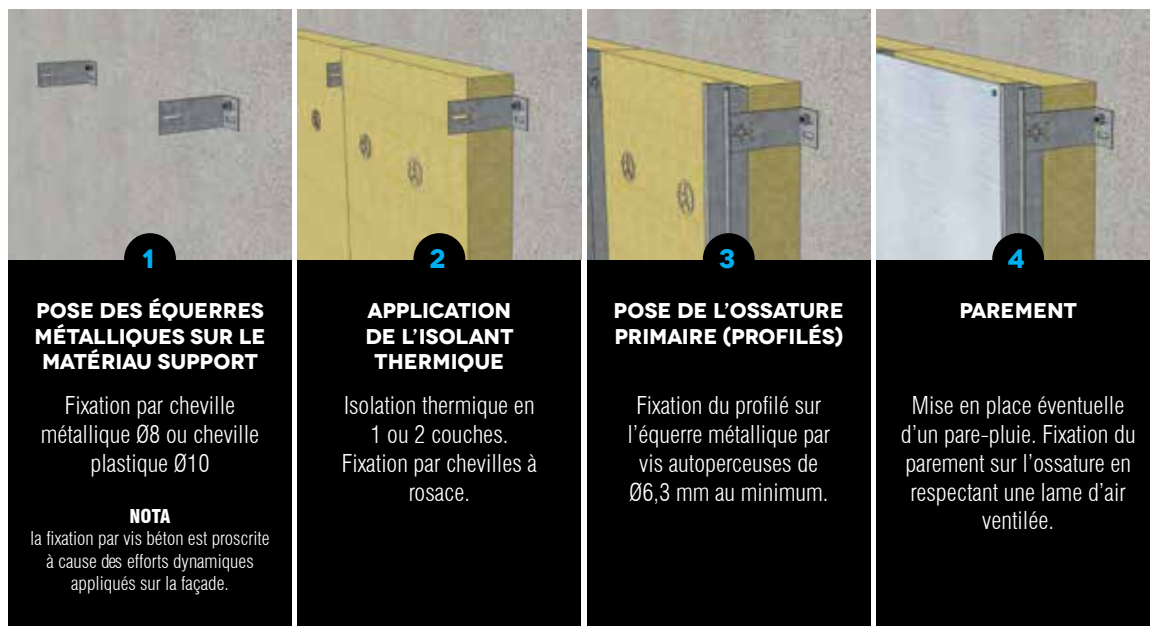 1
POSE DES ÉQUERRES
MÉTALLIQUES SUR LE
MATÉRIAU SUPPORT
Fixation par cheville
métallique Ø8 ou cheville
plastique Ø10
NOTA
la fixation par vis béton est proscrite
à cause des efforts dynamiques
appliqués sur la façade.
2
APPLICATION
DE L’ISOLANT
THERMIQUE
Isolation thermique en
1 ou 2 couches.
Fixation par chevilles à
rosace.
3
POSE DE L’OSSATURE
PRIMAIRE (PROFILÉS)
Fixation du profilé sur
l’équerre métallique par
vis autoperceuses de
Ø6,3 mm au minimum.
4
PAREMENT
Mise en place éventuelle
d’un pare-pluie. Fixation du
parement sur l’ossature en
respectant une lame d’air
ventilée.